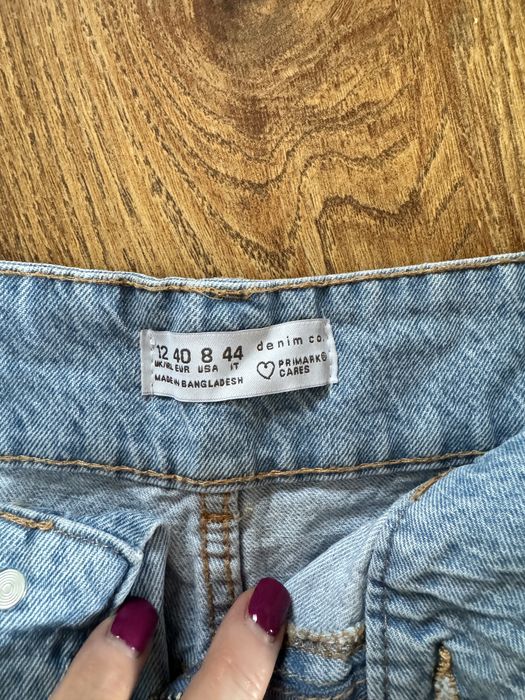 12 40 8 44
UK/IRL EUR USA IT
MADE IN BANGLADESH
denim co.
PRIMARK®
CARES